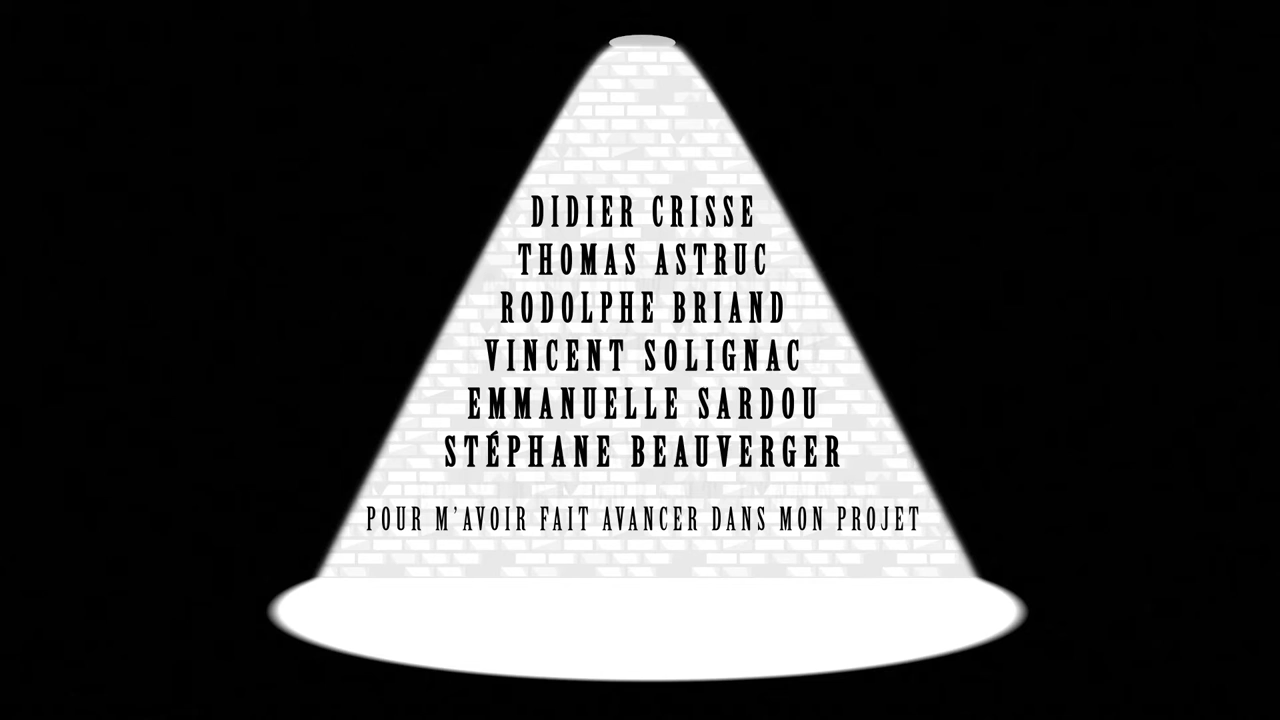 DIDIER CRISSE
THOMAS ASTRUC
RODOLPHE BRIAND
VINCENT SOLIGNAC
EMMANUELLE SARDOU
STÉPHANE BEAUVERGER
POUR M'AVOIR FAIT AVANCER DANS MON PROJET